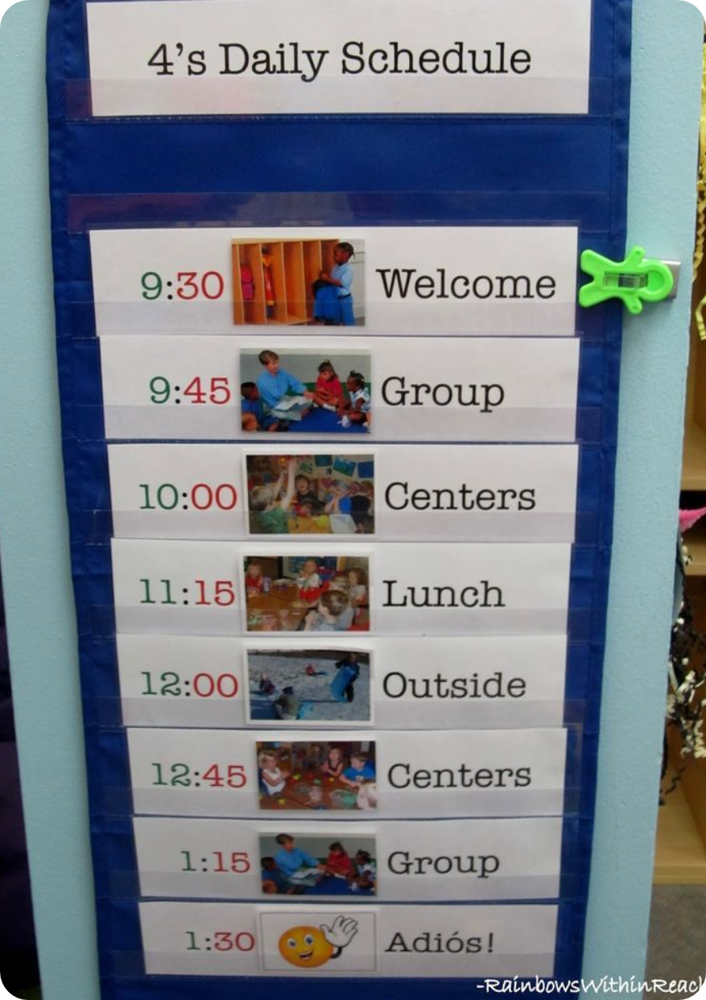 4's Daily Schedule
9:30 Welcome
9:45 Group
10:00 Centers
11:15 Lunch
12:00 Outside
12:45 Centers
1:15 Group
1:30 Adiós!
-RainbowsWithinReach